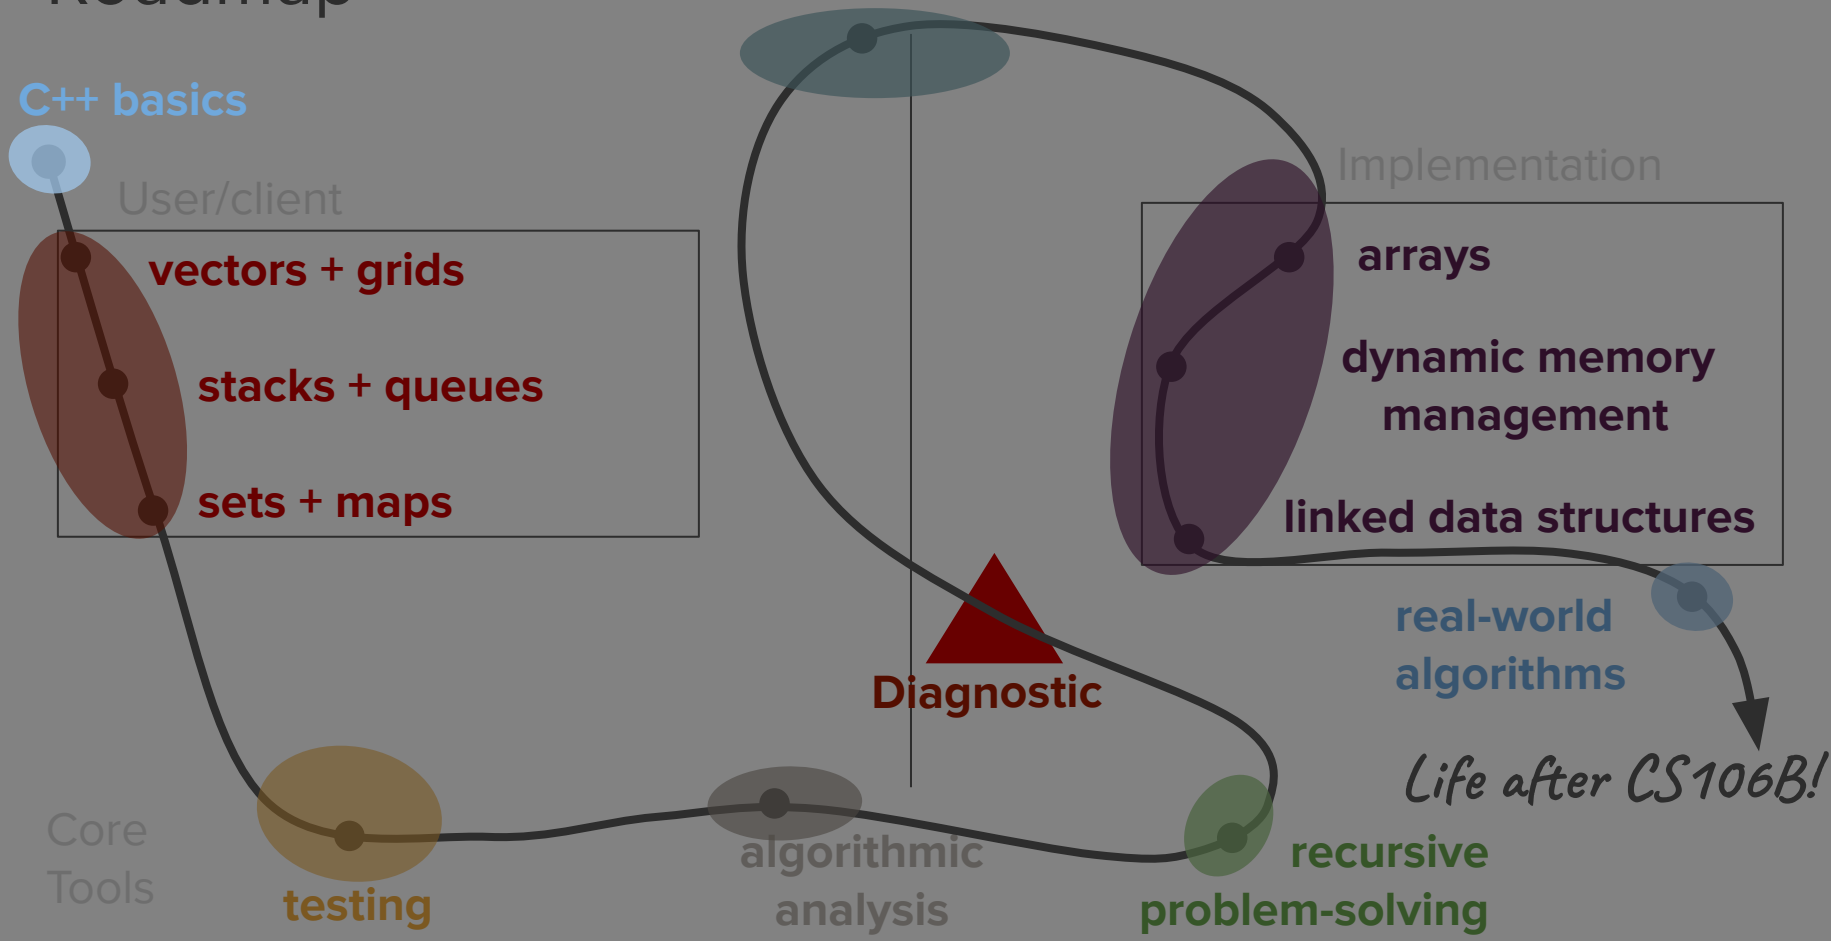 Roadmap
C++ basics
User/client
vectors + grids
stacks + queues
sets + maps
Core
Tools
testing
algorithmic
analysis
recursive
problem-solving
Diagnostic
Implementation
arrays
dynamic memory
management
linked data structures
real-world
algorithms
Life after CS106B!